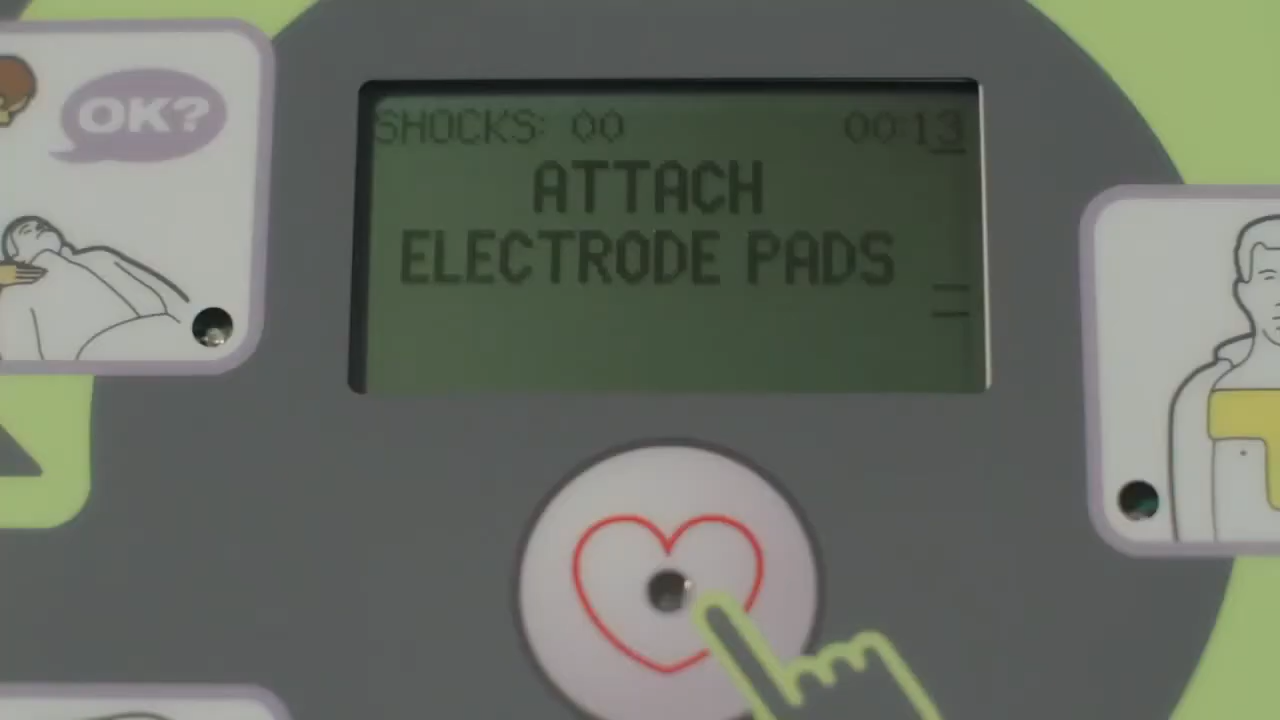 OK?
SHOCKS: 00 00:13
ATTACH
ELECTRODE PADS